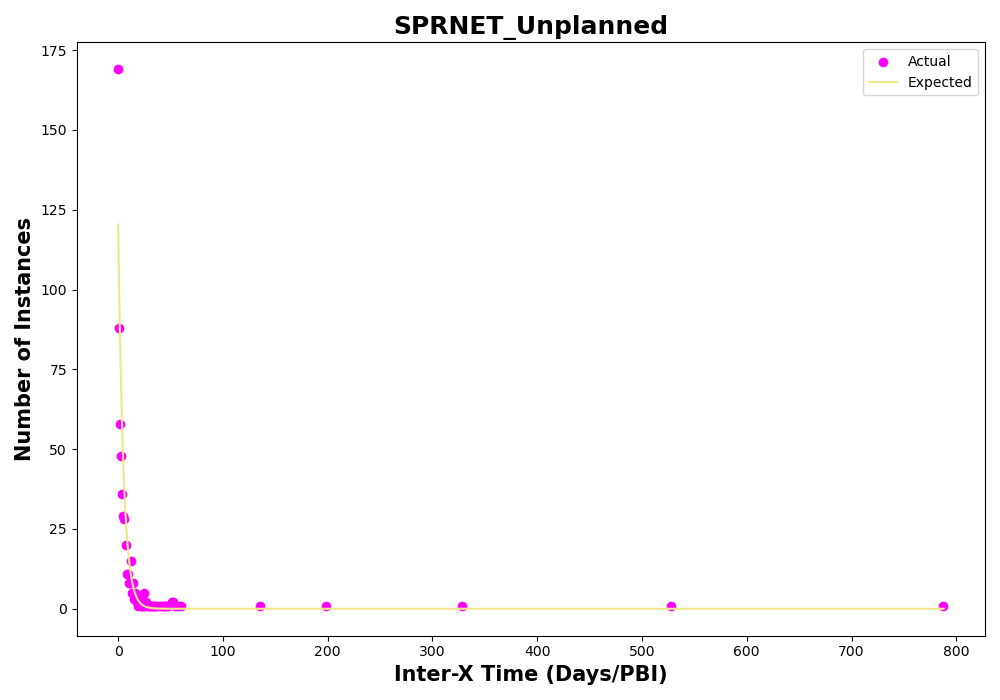 SPRNET_Unplanned
Actual
Expected
Number of Instances
175
150
125
100
75
50
25
0
0 100 200 300 400 500 600 700 800
Inter-X Time (Days/PBI)